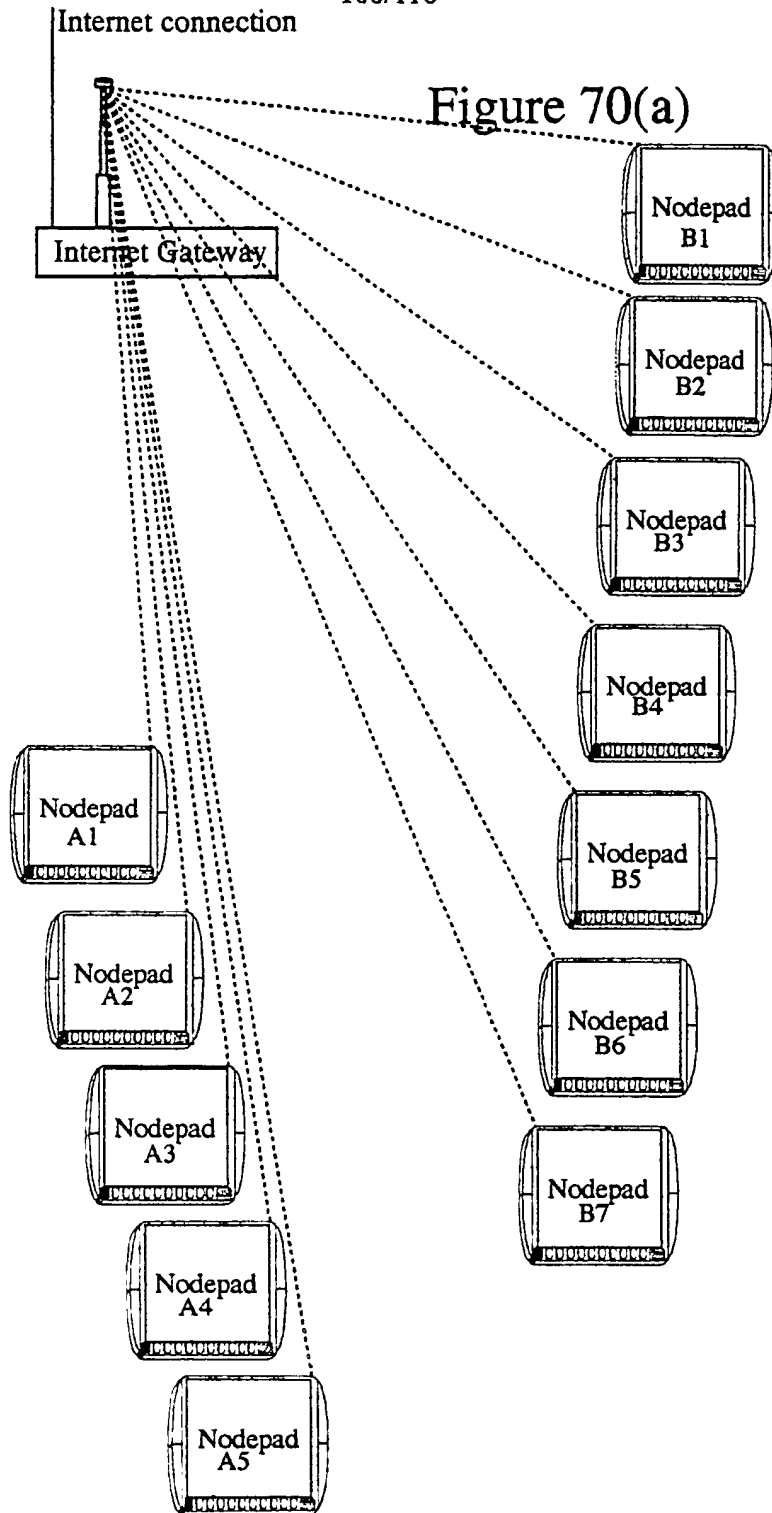 Internet connection
Figure 70(a)
Internet Gateway
Nodepad
B1
Nodepad
B2
Nodepad
B3
Nodepad
B4
Nodepad
B5
Nodepad
B6
Nodepad
B7
Nodepad
A1
Nodepad
A2
Nodepad
A3
Nodepad
A4
Nodepad
A5